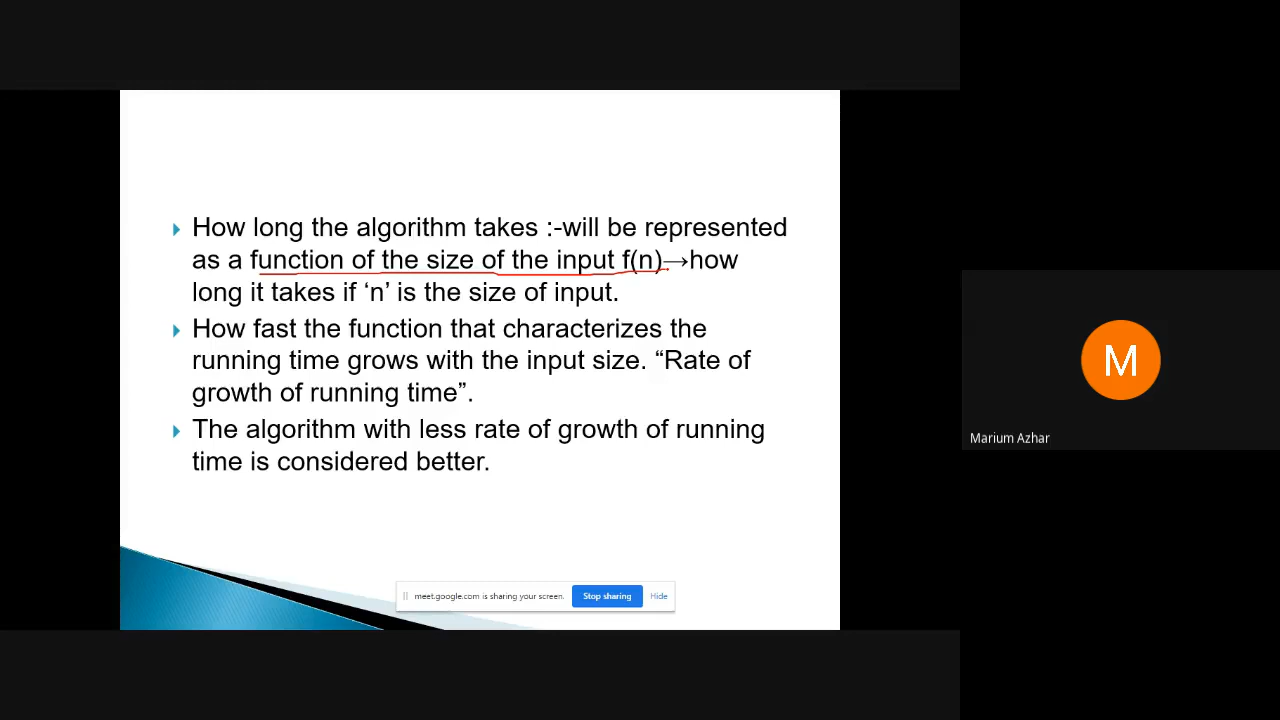 How long the algorithm takes :-will be represented
as a function of the size of the input f(n)→how
long it takes if ‘n’ is the size of input.
How fast the function that characterizes the
running time grows with the input size. “Rate of
growth of running time”.
The algorithm with less rate of growth of running
time is considered better.
meet.google.com is sharing your screen.
Stop sharing
Hide
M
Marium Azhar